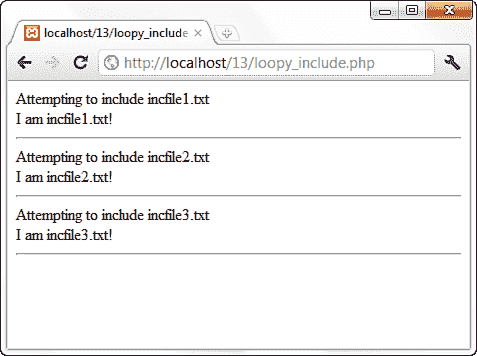 localhost/13/loopy_include
http://localhost/13/loopy_include.php
Attempting to include incfile1.txt
I am incfile1.txt!
Attempting to include incfile2.txt
I am incfile2.txt!
Attempting to include incfile3.txt
I am incfile3.txt!